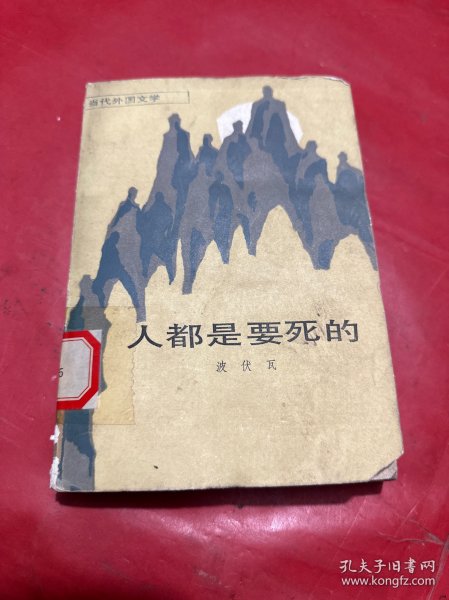 当代外国文学
人都是要死的
波伏瓦
5
孔夫子旧书网
www.kongfz.com